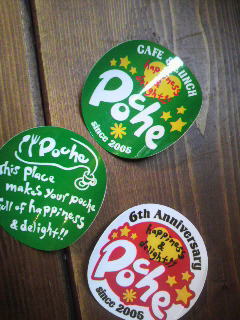 CAFE & LUNCH
happiness
& delight!!
Poche
since 2005
Poche
This place
makes your poche
full of happiness
& delight!!
6th Anniversary
happiness
&
delight!!
Poche
since 2005